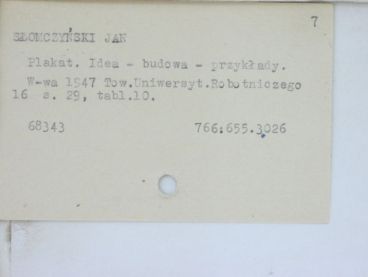 7
SŁOMCZYŃSKI JAN
Plakat. Idea - budowa - przykłady.
W-wa 1947 Tow.Uniwersyt.Robotniczego
16 s. 29, tabl.10.
68343 766:655.3026